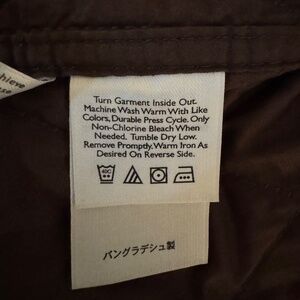 chieve
se
Turn Garment Inside Out.
Machine Wash Warm With Like
Colors, Durable Press Cycle. Only
Non-Chlorine Bleach When
Needed. Tumble Dry Low.
Remove Promptly, Warm Iron As
Desired On Reverse Side.
40C
バングラデシュ製